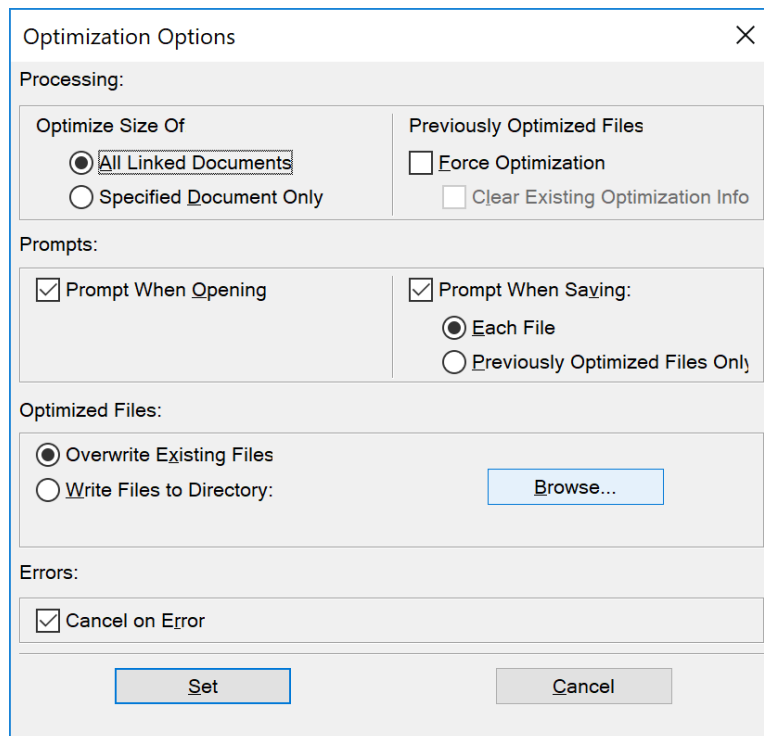 Optimization Options
Processing:
Optimize Size Of
All Linked Documents
Specified Document Only
Previously Optimized Files
Force Optimization
Clear Existing Optimization Info
Prompts:
Prompt When Opening
Prompt When Saving:
Each File
Previously Optimized Files Only
Optimized Files:
Overwrite Existing Files
Write Files to Directory:
Browse...
Errors:
Cancel on Error
Set
Cancel